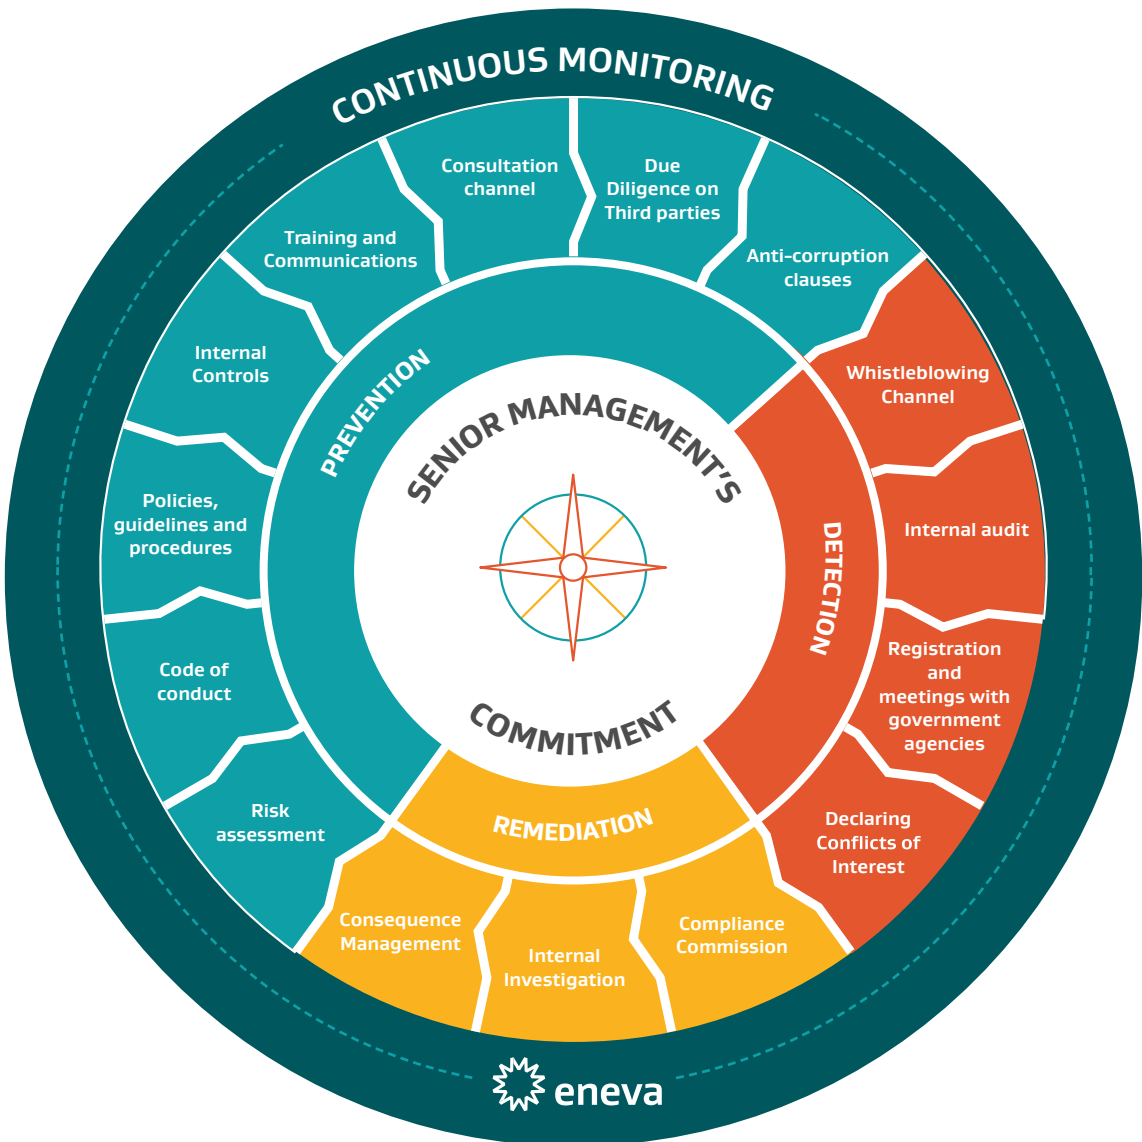 CONTINUOUS MONITORING
Consultation
channel
Due
Diligence on
Third parties
Anti-corruption
clauses
Whistleblowing
Channel
Internal audit
Registration
and
meetings with
government
agencies
Declaring
Conflicts of
Interest
Compliance
Commission
Internal
Investigation
Consequence
Management
Risk
assessment
Code of
conduct
Policies,
guidelines and
procedures
Internal
Controls
Training and
Communications
PREVENTION
DETECTION
REMEDIATION
SENIOR MANAGEMENT'S
COMMITMENT
eneva